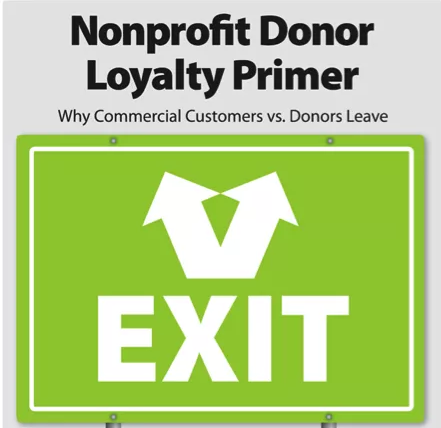 Nonprofit Donor
Loyalty Primer
Why Commercial Customers vs. Donors Leave
EXIT